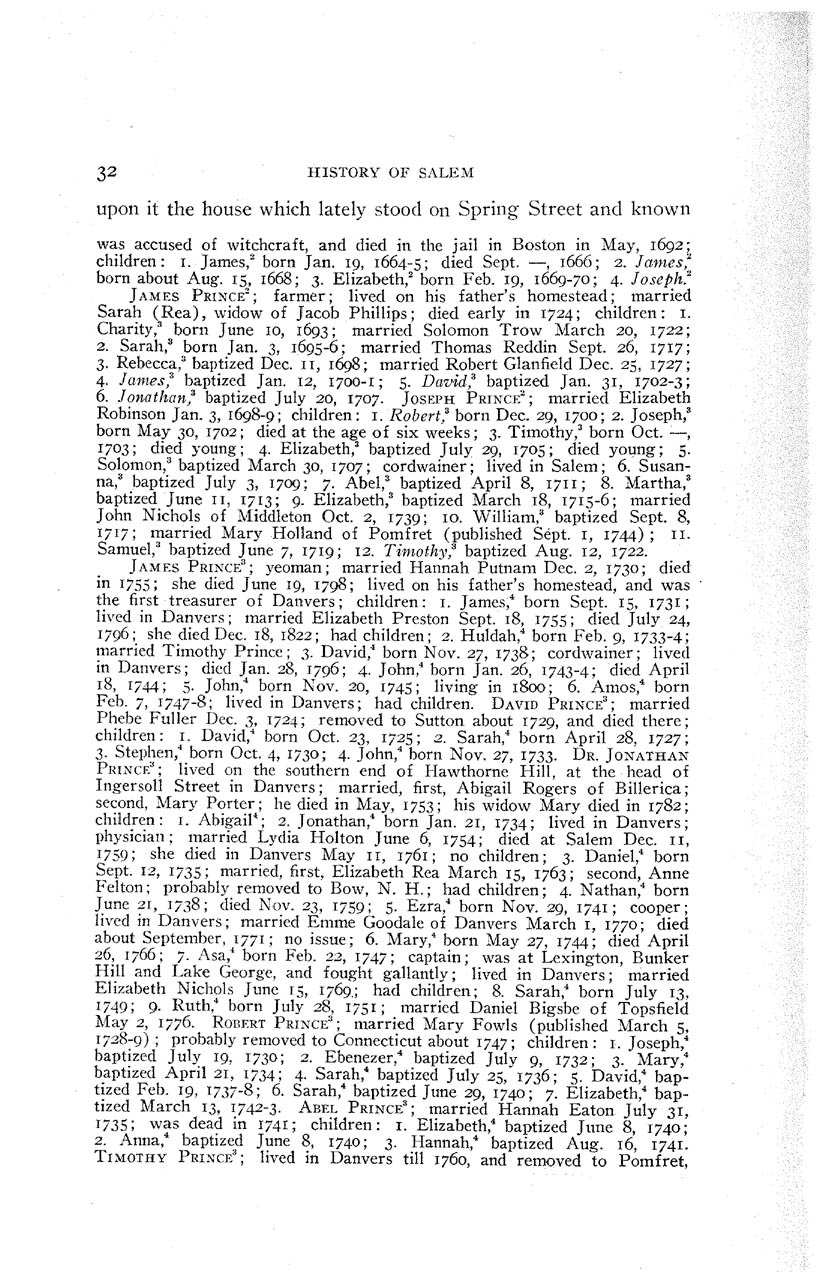 32 HISTORY OF SALEM
upon it the house which lately stood on Spring Street and known
was accused of witchcraft, and died in the jail in Boston in May, 1692;
children: 1. James,² born Jan. 19, 1664-5; died Sept. —, 1666; 2. James,²
born about Aug. 15, 1668; 3. Elizabeth,² born Feb. 19, 1669-70; 4. Joseph.²
JAMES PRINCE²; farmer; lived on his father's homestead; married
Sarah (Rea), widow of Jacob Phillips; died early in 1724; children: 1.
Charity,³ born June 10, 1693; married Solomon Trow March 20, 1722;
2. Sarah,³ born Jan. 3, 1695-6; married Thomas Reddin Sept. 26, 1717;
3. Rebecca,³ baptized Dec. 11, 1698; married Robert Glanfield Dec. 25, 1727;
4. James,³ baptized Jan. 12, 1700-1; 5. David,³ baptized Jan. 31, 1702-3;
6. Jonathan,³ baptized July 20, 1707. JOSEPH PRINCE²; married Elizabeth
Robinson Jan. 3, 1698-9; children: 1. Robert,³ born Dec. 29, 1700; 2. Joseph,³
born May 30, 1702; died at the age of six weeks; 3. Timothy,³ born Oct. —,
1703; died young; 4. Elizabeth,³ baptized July 29, 1705; died young; 5.
Solomon,³ baptized March 30, 1707; cordwainer; lived in Salem; 6. Susan-
na,³ baptized July 3, 1709; 7. Abel,³ baptized April 8, 1711; 8. Martha,³
baptized June 11, 1713; 9. Elizabeth,³ baptized March 18, 1715-6; married
John Nichols of Middleton Oct. 2, 1739; 10. William,³ baptized Sept. 8,
1717; married Mary Holland of Pomfret (published Sept. 1, 1744); 11.
Samuel,³ baptized June 7, 1719; 12. Timothy,³ baptized Aug. 12, 1722.
JAMES PRINCE³; yeoman; married Hannah Putnam Dec. 2, 1730; died
in 1755; she died June 19, 1798; lived on his father's homestead, and was
the first treasurer of Danvers; children: 1. James,⁴ born Sept. 15, 1731;
lived in Danvers; married Elizabeth Preston Sept. 18, 1755; died July 24,
1796; she died Dec. 18, 1822; had children; 2. Huldah,⁴ born Feb. 9, 1733-4;
married Timothy Prince; 3. David,⁴ born Nov. 27, 1738; cordwainer; lived
in Danvers; died Jan. 28, 1796; 4. John,⁴ born Jan. 26, 1743-4; died April
18, 1744; 5. John,⁴ born Nov. 20, 1745; living in 1800; 6. Amos,⁴ born
Feb. 7, 1747-8; lived in Danvers; had children. DAVID PRINCE³; married
Phebe Fuller Dec. 3, 1724; removed to Sutton about 1729, and died there;
children: 1. David,⁴ born Oct. 23, 1725; 2. Sarah,⁴ born April 28, 1727;
3. Stephen,⁴ born Oct. 4, 1730; 4. John,⁴ born Nov. 27, 1733. DR. JONATHAN
PRINCE³; lived on the southern end of Hawthorne Hill, at the head of
Ingersoll Street in Danvers; married, first, Abigail Rogers of Billerica;
second, Mary Porter; he died in May, 1753; his widow Mary died in 1782;
children: 1. Abigail⁴; 2. Jonathan,⁴ born Jan. 21, 1734; lived in Danvers;
physician; married Lydia Holton June 6, 1754; died at Salem Dec. 11,
1759; she died in Danvers May 11, 1761; no children; 3. Daniel,⁴ born
Sept. 12, 1735; married, first, Elizabeth Rea March 15, 1763; second, Anne
Felton; probably removed to Bow, N. H.; had children; 4. Nathan,⁴ born
June 21, 1738; died Nov. 23, 1759; 5. Ezra,⁴ born Nov. 29, 1741; cooper;
lived in Danvers; married Emme Goodale of Danvers March 1, 1770; died
about September, 1771; no issue; 6. Mary,⁴ born May 27, 1744; died April
26, 1766; 7. Asa,⁴ born Feb. 22, 1747; captain; was at Lexington, Bunker
Hill and Lake George, and fought gallantly; lived in Danvers; married
Elizabeth Nichols June 15, 1769; had children; 8. Sarah,⁴ born July 13,
1749; 9. Ruth,⁴ born July 28, 1751; married Daniel Bigsbe of Topsfield
May 2, 1776. ROBERT PRINCE³; married Mary Fowls (published March 5,
1728-9); probably removed to Connecticut about 1747; children: 1. Joseph,⁴
baptized July 19, 1730; 2. Ebenezer,⁴ baptized July 9, 1732; 3. Mary,⁴
baptized April 21, 1734; 4. Sarah,⁴ baptized July 25, 1736; 5. David,⁴ bap-
tized Feb. 19, 1737-8; 6. Sarah,⁴ baptized June 29, 1740; 7. Elizabeth,⁴ bap-
tized March 13, 1742-3. ABEL PRINCE³; married Hannah Eaton July 31,
1735; was dead in 1741; children: 1. Elizabeth,⁴ baptized June 8, 1740;
2. Anna,⁴ baptized June 8, 1740; 3. Hannah,⁴ baptized Aug. 16, 1741.
TIMOTHY PRINCE³; lived in Danvers till 1760, and removed to Pomfret,